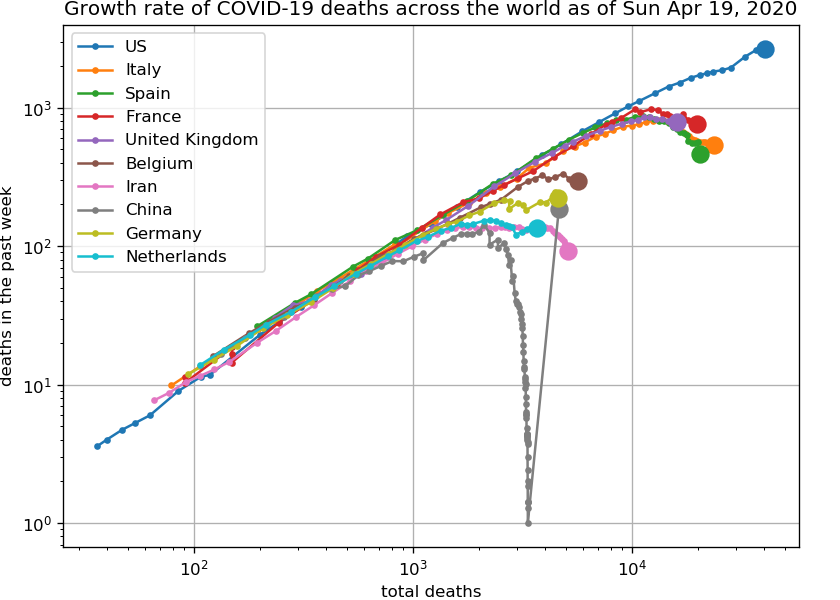 Growth rate of COVID-19 deaths across the world as of Sun Apr 19, 2020
US
Italy
Spain
France
United Kingdom
Belgium
Iran
China
Germany
Netherlands
deaths in the past week
10³
10²
10¹
10⁰
10²
10³
10⁴
total deaths